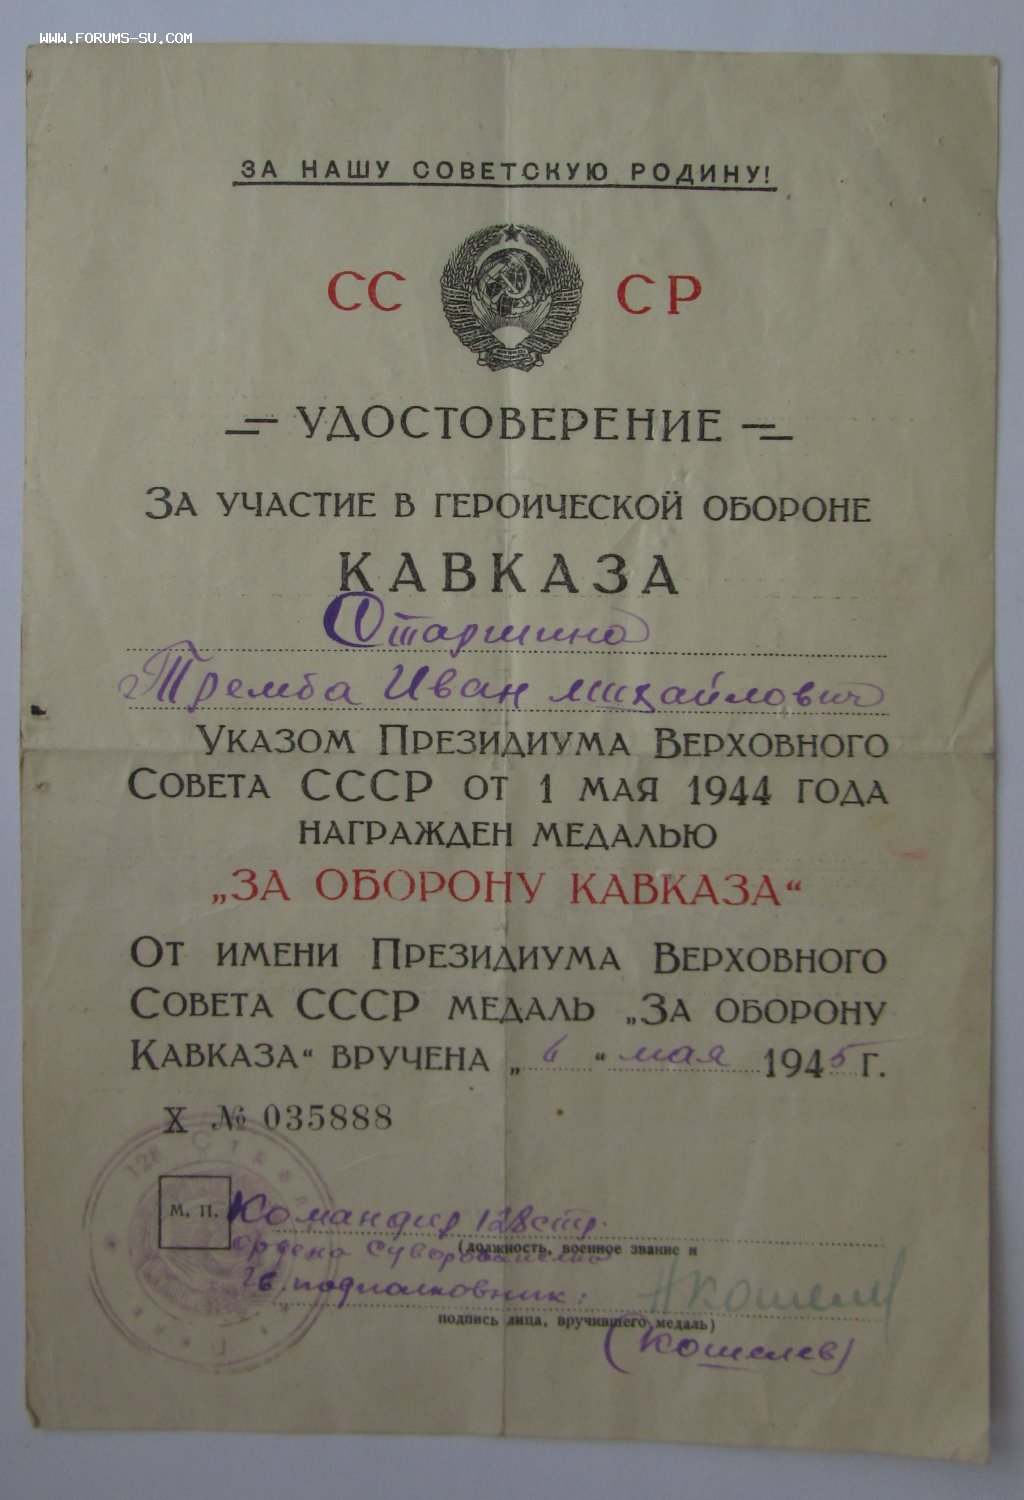 WWW.FORUMS-SU.COM
ЗА НАШУ СОВЕТСКУЮ РОДИНУ!
СС СР
УДОСТОВЕРЕНИЕ
ЗА УЧАСТИЕ В ГЕРОИЧЕСКОЙ ОБОРОНЕ
КАВКАЗА
Старшина
Тремба Иван Михайлович
УКАЗОМ ПРЕЗИДИУМА ВЕРХОВНОГО
СОВЕТА СССР ОТ 1 МАЯ 1944 ГОДА
НАГРАЖДЕН МЕДАЛЬЮ
„ЗА ОБОРОНУ КАВКАЗА“
ОТ ИМЕНИ ПРЕЗИДИУМА ВЕРХОВНОГО
СОВЕТА СССР МЕДАЛЬ „ЗА ОБОРОНУ
КАВКАЗА“ ВРУЧЕНА „6“ мая 1945 Г.
Х № 035888
М. П. Командир 128 стр.
(должность, военное звание и
ордена Суворова
гв. подполковник:
подпись лица, вручившего медаль)
(Кошелев)